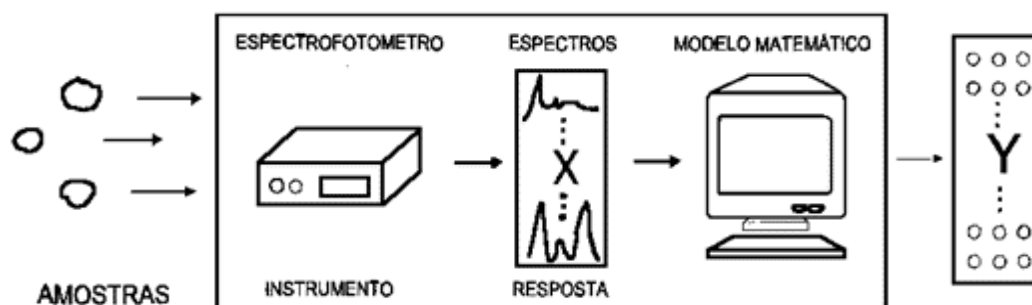 ESPECTROFOTOMETRO
ESPECTROS
MODELO MATEMÁTICO
X
Y
AMOSTRAS
INSTRUMENTO
RESPOSTA